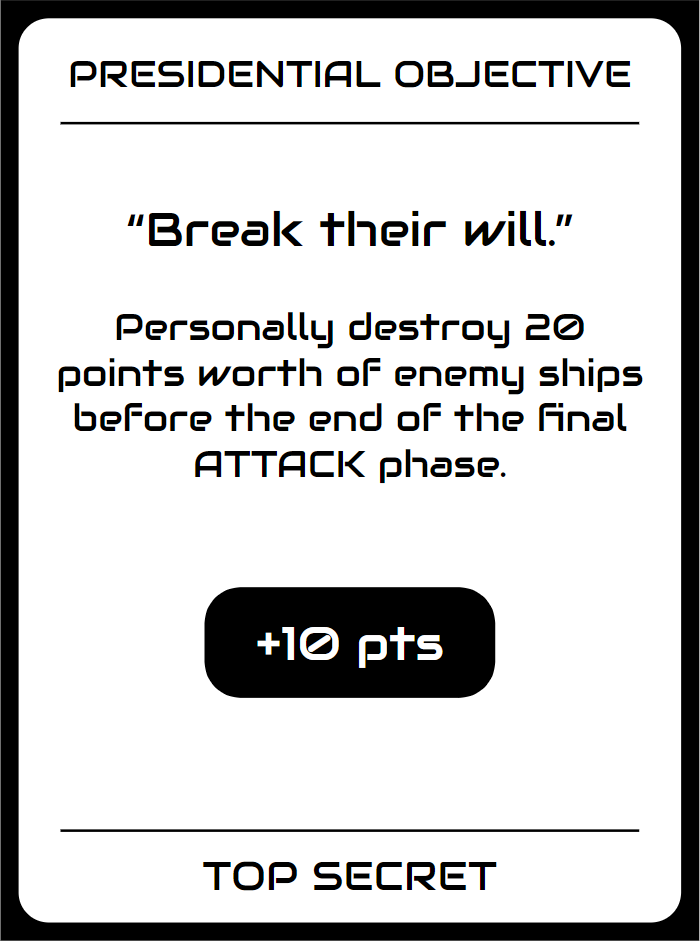 PRESIDENTIAL OBJECTIVE
“Break their will.”
Personally destroy 20
points worth of enemy ships
before the end of the final
ATTACK phase.
+10 pts
TOP SECRET